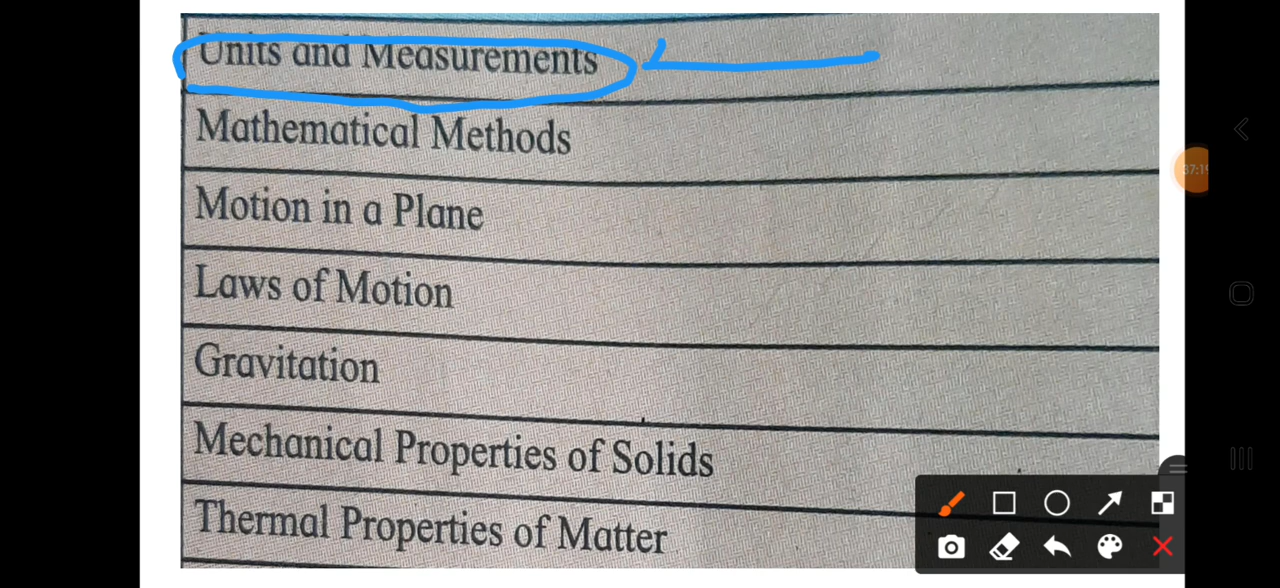 Units and Measurements
Mathematical Methods
Motion in a Plane
Laws of Motion
Gravitation
Mechanical Properties of Solids
Thermal Properties of Matter